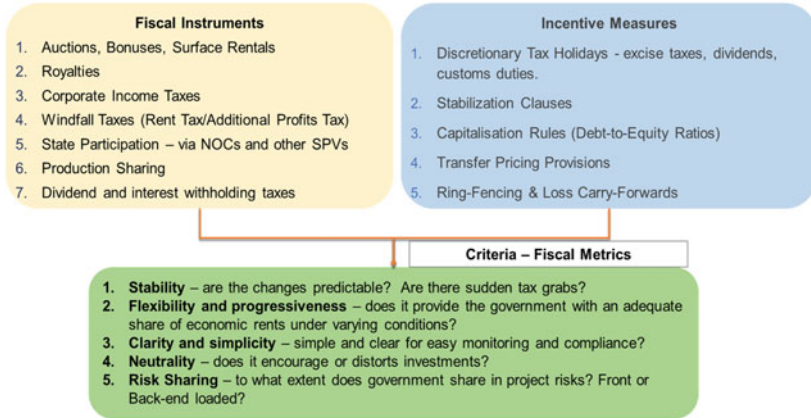 Fiscal Instruments
1. Auctions, Bonuses, Surface Rentals
2. Royalties
3. Corporate Income Taxes
4. Windfall Taxes (Rent Tax/Additional Profits Tax)
5. State Participation – via NOCs and other SPVs
6. Production Sharing
7. Dividend and interest withholding taxes
Incentive Measures
1. Discretionary Tax Holidays - excise taxes, dividends,
customs duties.
2. Stabilization Clauses
3. Capitalisation Rules (Debt-to-Equity Ratios)
4. Transfer Pricing Provisions
5. Ring-Fencing & Loss Carry-Forwards
Criteria – Fiscal Metrics
1. Stability – are the changes predictable? Are there sudden tax grabs?
2. Flexibility and progressiveness – does it provide the government with an adequate
share of economic rents under varying conditions?
3. Clarity and simplicity – simple and clear for easy monitoring and compliance?
4. Neutrality – does it encourage or distorts investments?
5. Risk Sharing – to what extent does government share in project risks? Front or
Back-end loaded?